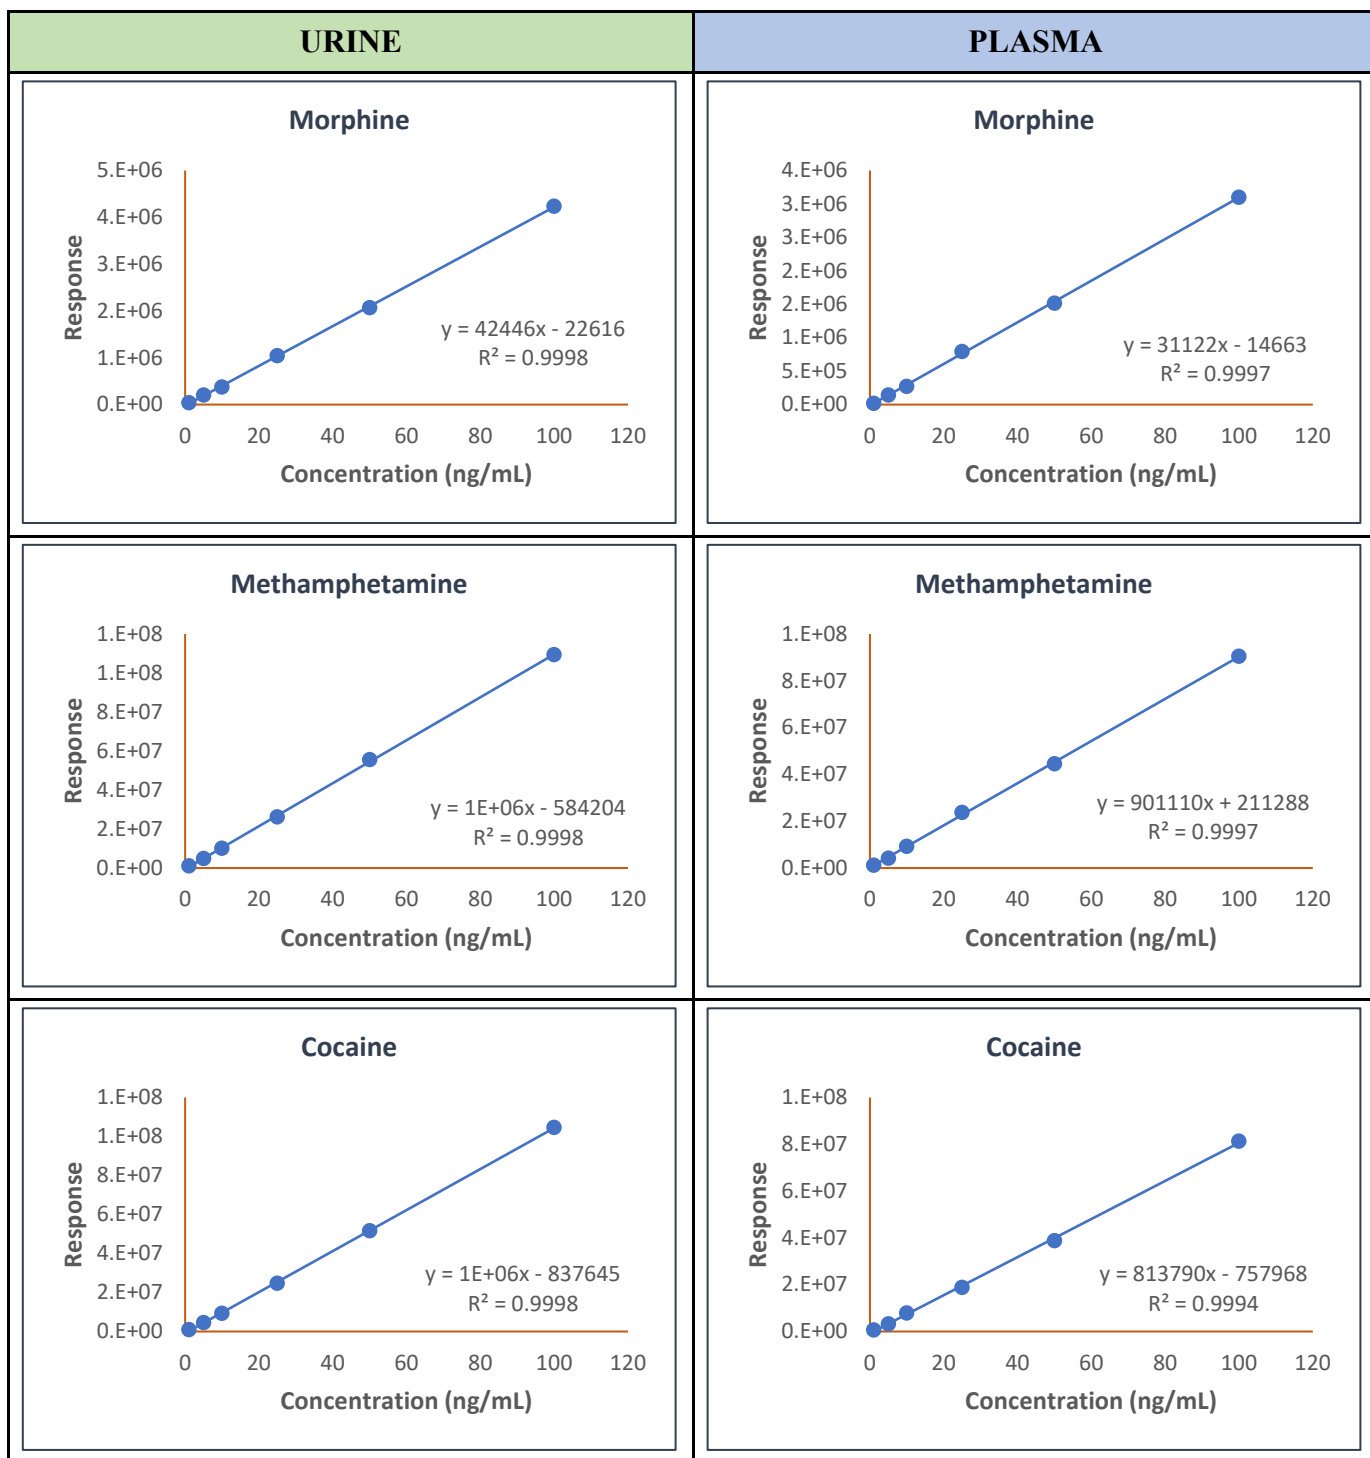 URINE
PLASMA
Morphine
5.E+06
4.E+06
3.E+06
2.E+06
1.E+06
0.E+00
Response
y = 42446x - 22616
R² = 0.9998
0 20 40 60 80 100 120
Concentration (ng/mL)
Morphine
4.E+06
3.E+06
3.E+06
2.E+06
2.E+06
1.E+06
5.E+05
0.E+00
Response
y = 31122x - 14663
R² = 0.9997
0 20 40 60 80 100 120
Concentration (ng/mL)
Methamphetamine
1.E+08
1.E+08
8.E+07
6.E+07
4.E+07
2.E+07
0.E+00
Response
y = 1E+06x - 584204
R² = 0.9998
0 20 40 60 80 100 120
Concentration (ng/mL)
Methamphetamine
1.E+08
8.E+07
6.E+07
4.E+07
2.E+07
0.E+00
Response
y = 901110x + 211288
R² = 0.9997
0 20 40 60 80 100 120
Concentration (ng/mL)
Cocaine
1.E+08
1.E+08
8.E+07
6.E+07
4.E+07
2.E+07
0.E+00
Response
y = 1E+06x - 837645
R² = 0.9998
0 20 40 60 80 100 120
Concentration (ng/mL)
Cocaine
1.E+08
8.E+07
6.E+07
4.E+07
2.E+07
0.E+00
Response
y = 813790x - 757968
R² = 0.9994
0 20 40 60 80 100 120
Concentration (ng/mL)